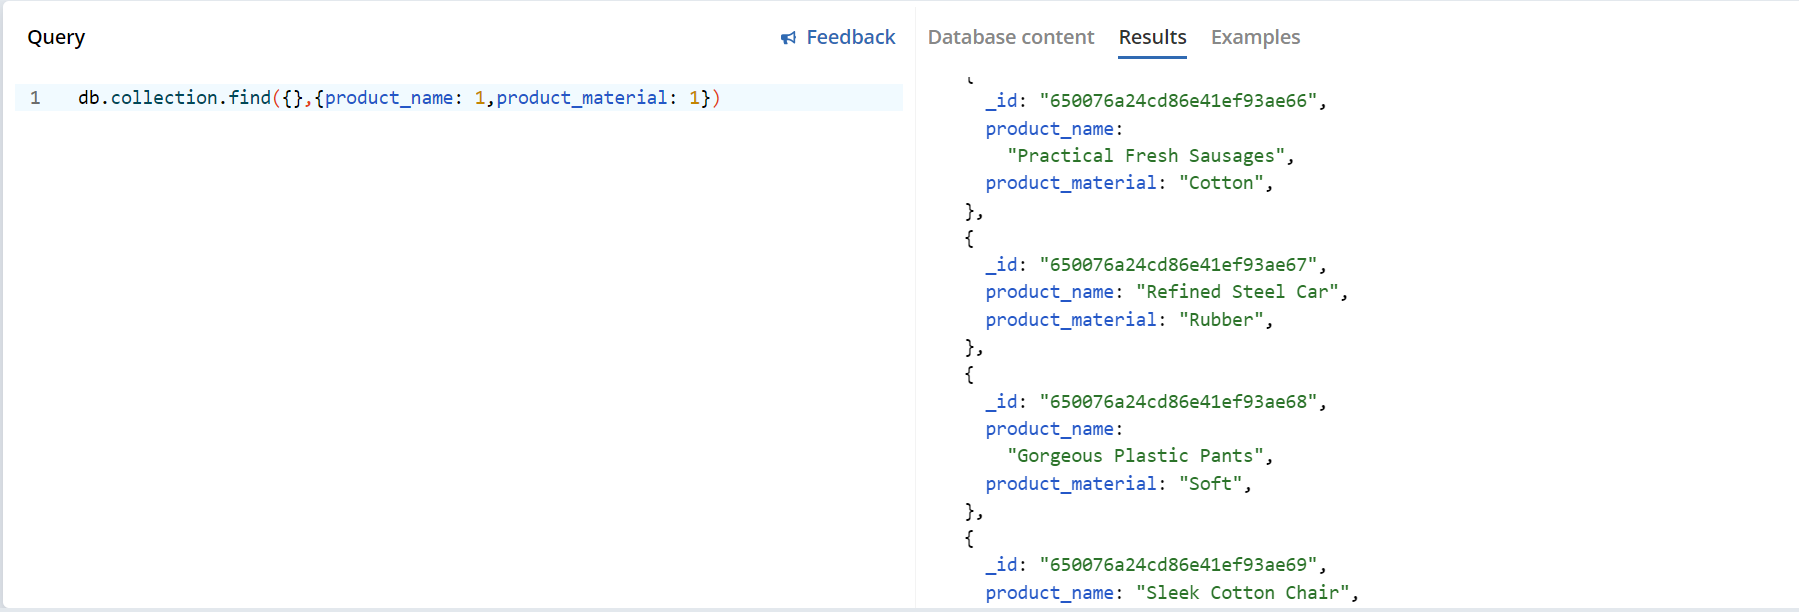 Query
Feedback
1 db.collection.find({},{product_name: 1,product_material: 1})
Database content Results Examples
{
_id: "650076a24cd86e41ef93ae66",
product_name:
"Practical Fresh Sausages",
product_material: "Cotton",
},
{
_id: "650076a24cd86e41ef93ae67",
product_name: "Refined Steel Car",
product_material: "Rubber",
},
{
_id: "650076a24cd86e41ef93ae68",
product_name:
"Gorgeous Plastic Pants",
product_material: "Soft",
},
{
_id: "650076a24cd86e41ef93ae69",
product_name: "Sleek Cotton Chair",